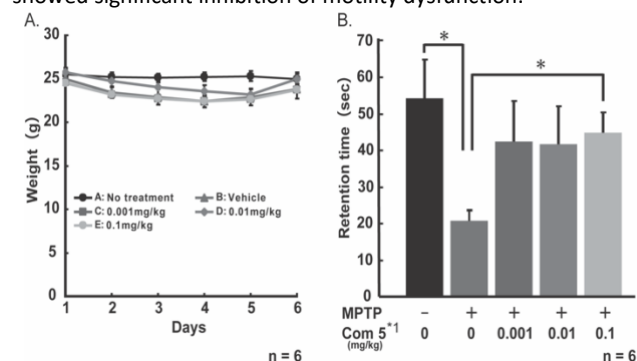 showed significant inhibition of motility dysfunction.
A.
30
25
20
15
10
5
0
Weight (g)
A: No treatment
B: Vehicle
C: 0.001mg/kg
D: 0.01mg/kg
E: 0.1mg/kg
1 2 3 4 5 6
Days
n = 6
B.
70
60
50
40
30
20
10
0
Retention time (sec)
*
*
MPTP - + + + +
Com 5*1 0 0 0.001 0.01 0.1
(mg/kg)
n = 6